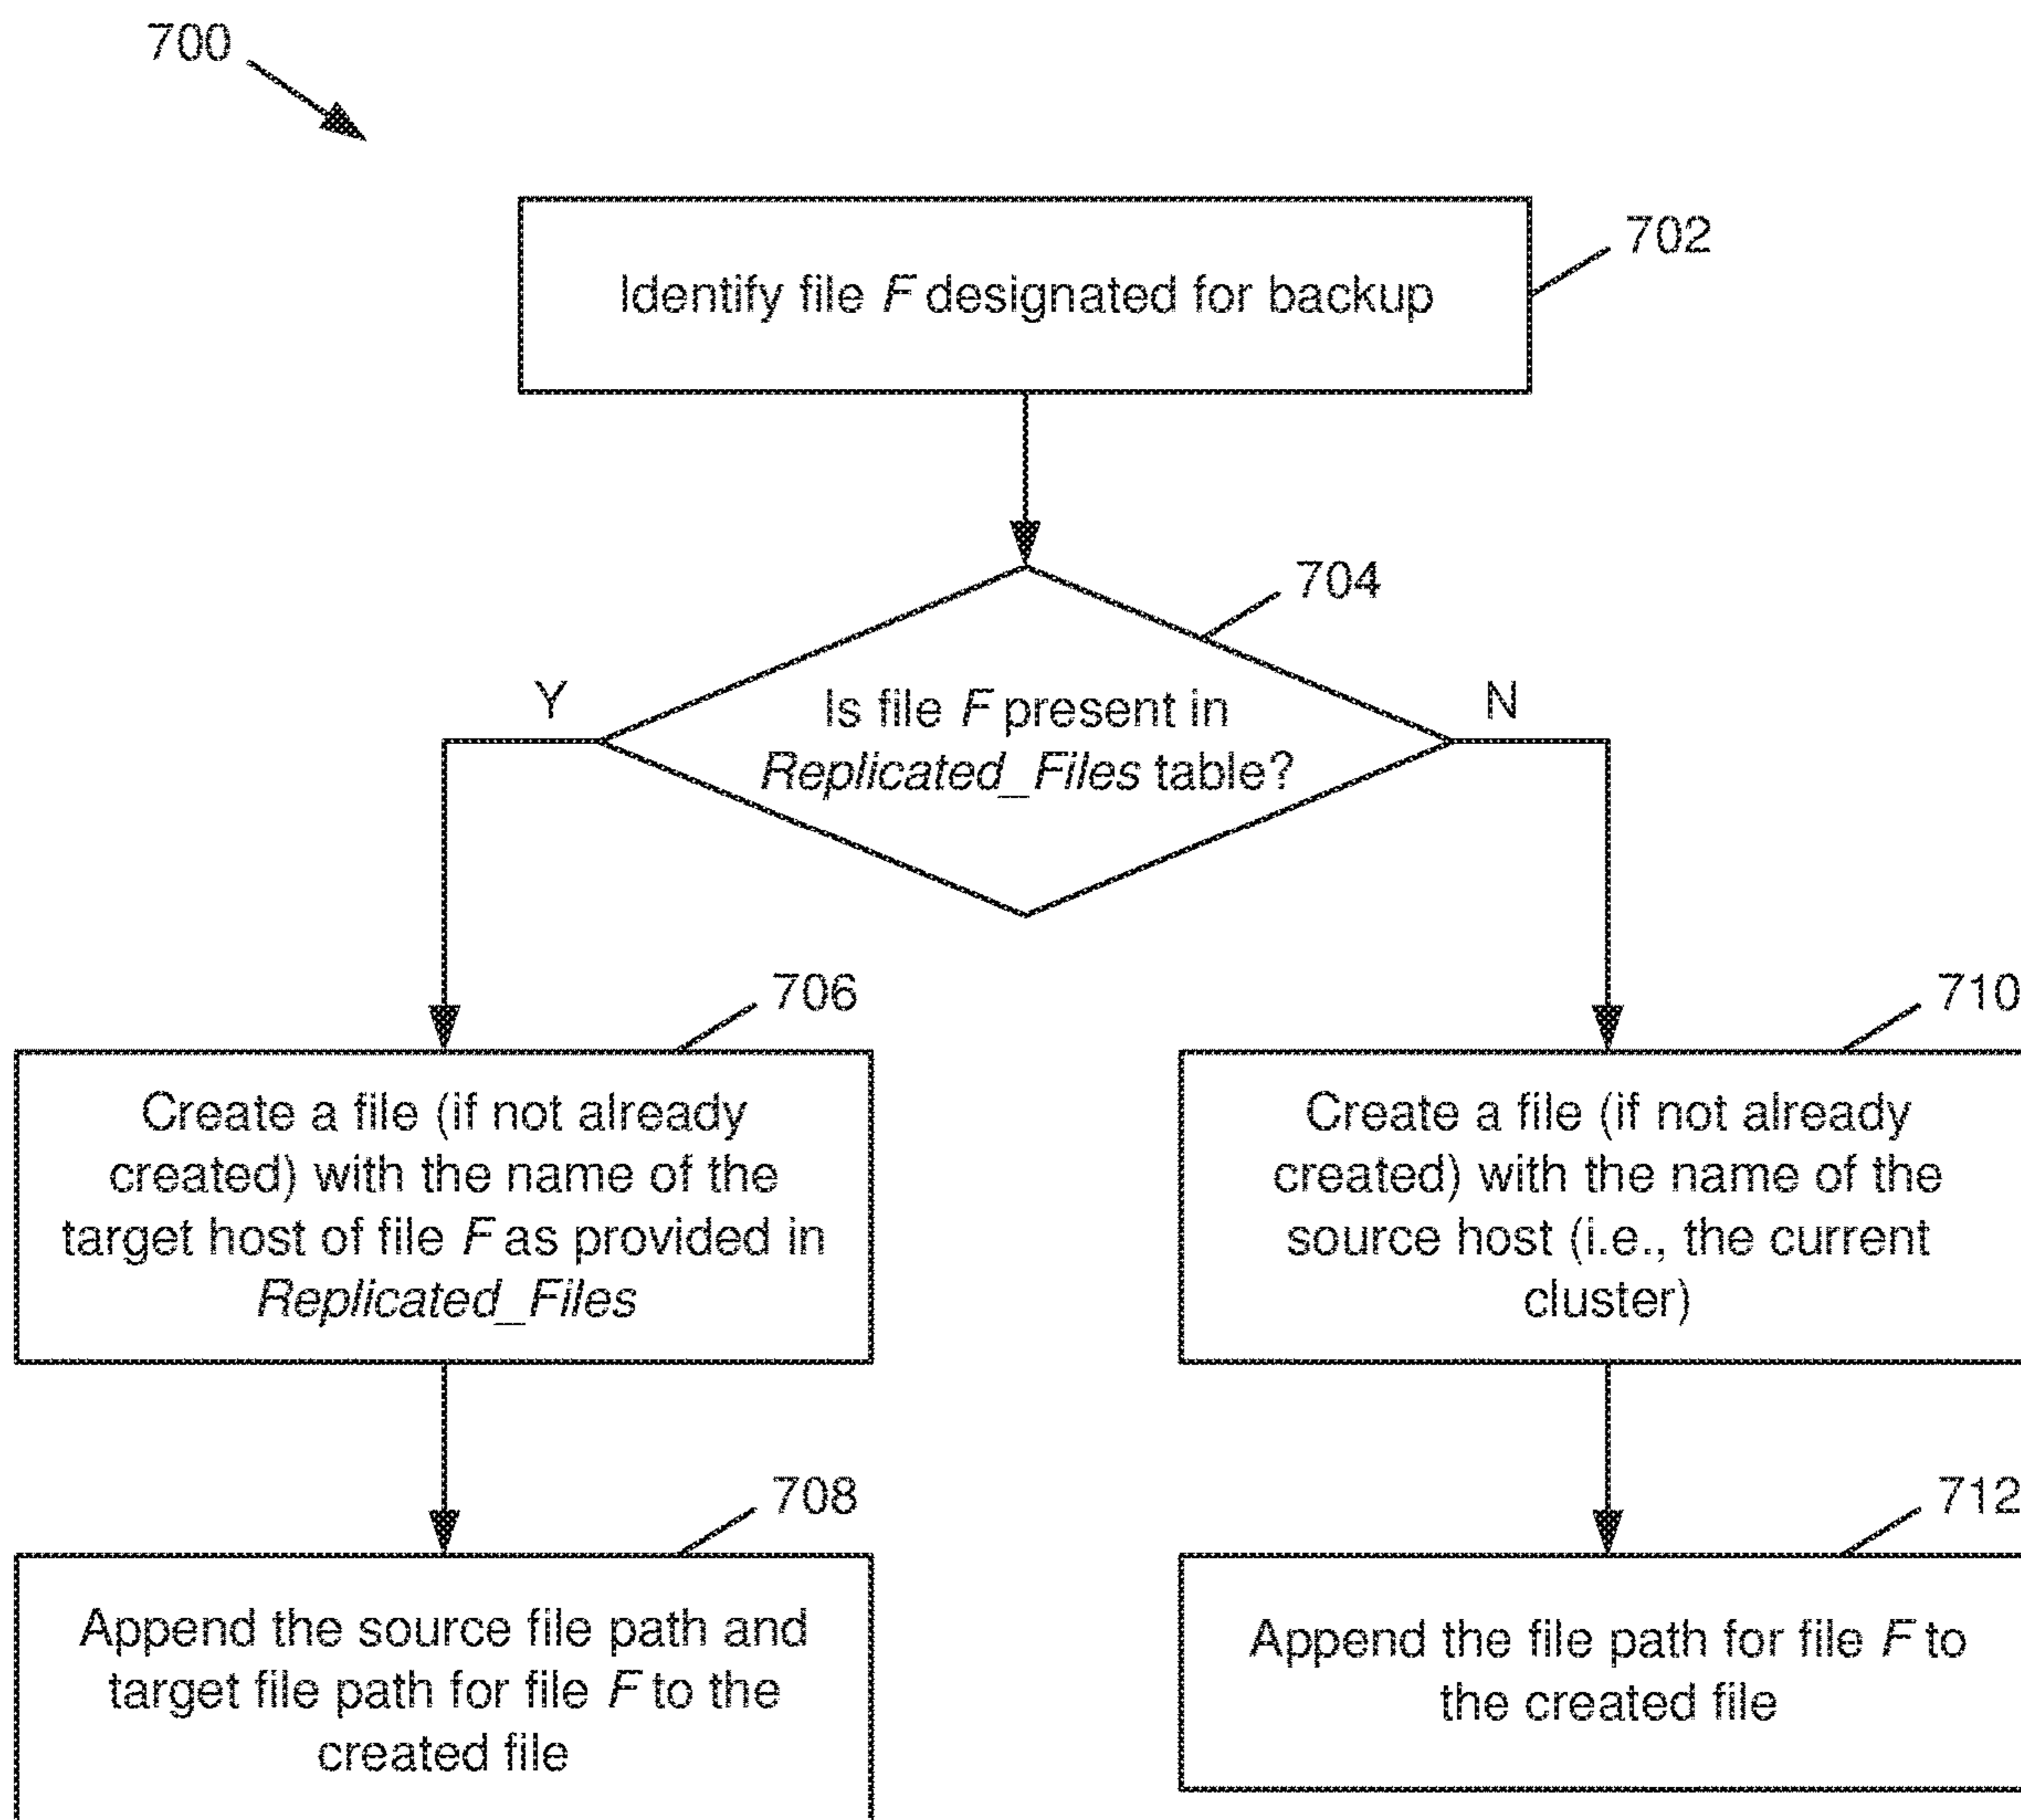 700
702
Identify file F designated for backup
704
Y
N
Is file F present in
Replicated_Files table?
706
710
Create a file (if not already
created) with the name of the
target host of file F as provided in
Replicated_Files
Create a file (if not already
created) with the name of the
source host (i.e., the current
cluster)
708
712
Append the source file path and
target file path for file F to the
created file
Append the file path for file F to
the created file